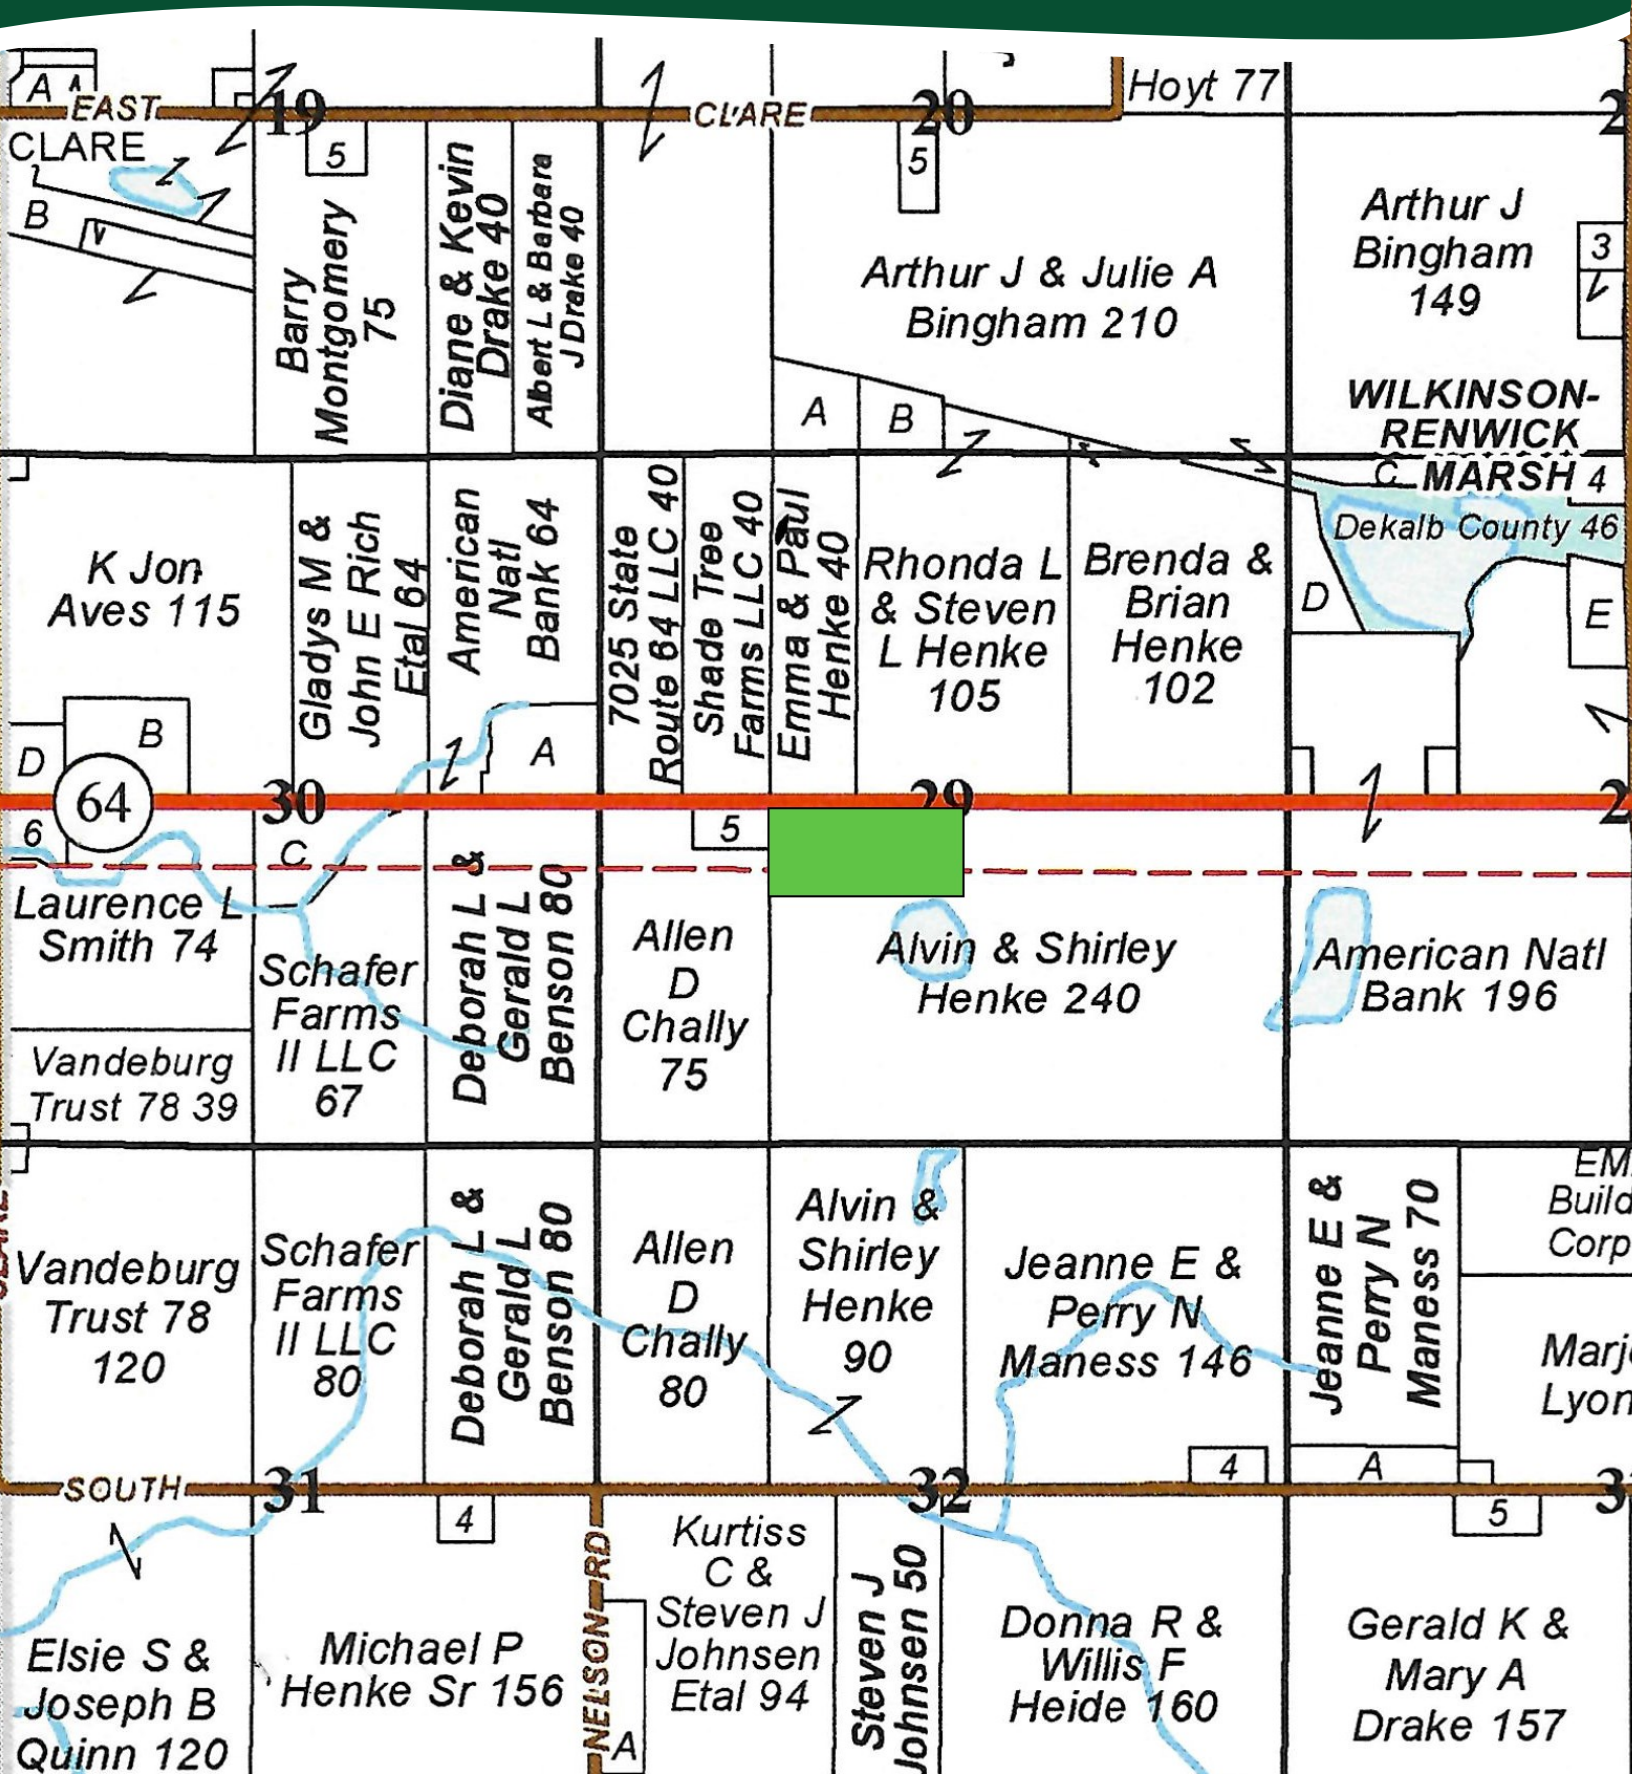 A
EAST
19
CLARE
20
Hoyt 77
2
CLARE
5
5
B
Barry
Montgomery
75
Diane & Kevin
Drake 40
Albert L & Barbara
J Drake 40
Arthur J & Julie A
Bingham 210
Arthur J
Bingham
149
3
A
B
WILKINSON-
RENWICK
MARSH
C
4
Dekalb County 46
K Jon
Aves 115
Gladys M &
John E Rich
Etal 64
American
Natl
Bank 64
7025 State
Route 64 LLC 40
Shade Tree
Farms LLC 40
Emma & Paul
Henke 40
Rhonda L
& Steven
L Henke
105
Brenda &
Brian
Henke
102
D
E
B
D
A
64
30
29
2
6
C
5
Laurence L
Smith 74
Schafer
Farms
II LLC
67
Deborah L &
Gerald L
Benson 80
Allen
D
Chally
75
Alvin & Shirley
Henke 240
American Natl
Bank 196
Vandeburg
Trust 78 39
Vandeburg
Trust 78
120
Schafer
Farms
II LLC
80
Deborah L &
Gerald L
Benson 80
Allen
D
Chally
80
Alvin &
Shirley
Henke
90
Jeanne E &
Perry N
Maness 146
Jeanne E &
Perry N
Maness 70
EM
Build
Corp
Marj
Lyon
4
A
SOUTH
31
32
3
4
5
NELSON RD
A
Elsie S &
Joseph B
Quinn 120
Michael P
Henke Sr 156
Kurtiss
C &
Steven J
Johnsen
Etal 94
Steven J
Johnsen 50
Donna R &
Willis F
Heide 160
Gerald K &
Mary A
Drake 157